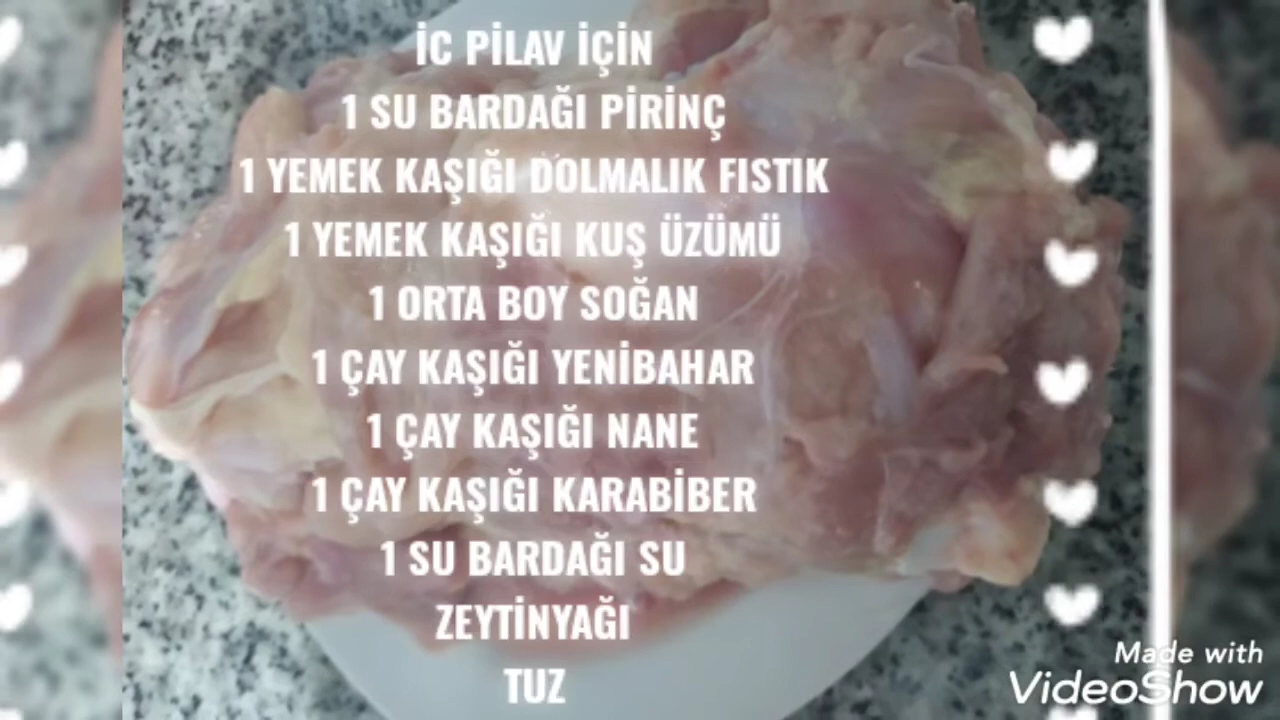 İC PİLAV İÇİN
1 SU BARDAĞI PİRİNÇ
1 YEMEK KAŞIĞI DOLMALIK FISTIK
1 YEMEK KAŞIĞI KUŞ ÜZÜMÜ
1 ORTA BOY SOĞAN
1 ÇAY KAŞIĞI YENİBAHAR
1 ÇAY KAŞIĞI NANE
1 ÇAY KAŞIĞI KARABİBER
1 SU BARDAĞI SU
ZEYTİNYAĞI
TUZ
Made with
VideoShow